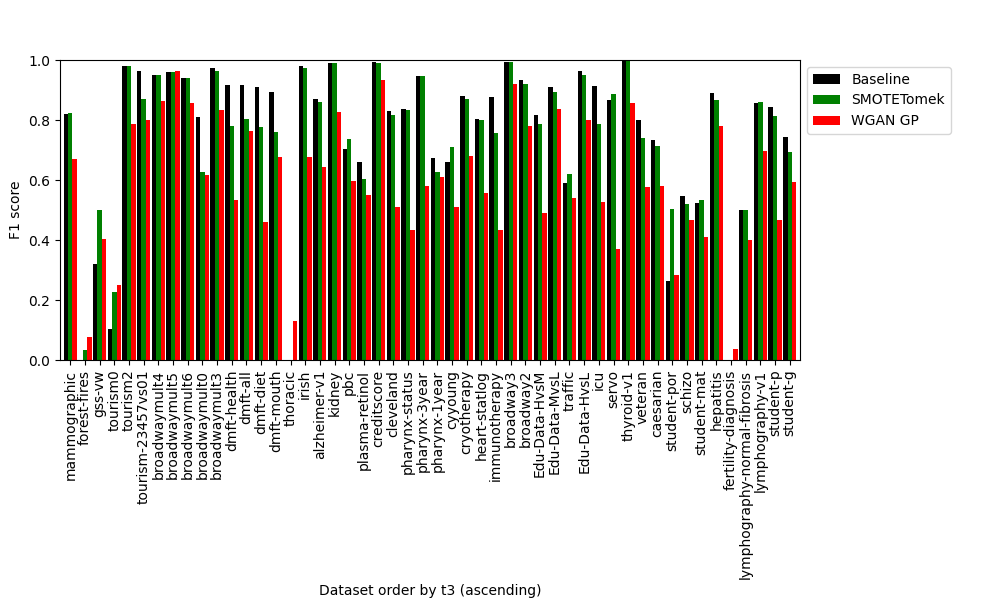 Baseline
SMOTETomek
WGAN GP
F1 score
1.0
0.8
0.6
0.4
0.2
0.0
mammographic
forest-fires
gss-vw
tourism0
tourism2
tourism-23457vs01
broadwaymult4
broadwaymult5
broadwaymult6
broadwaymult0
broadwaymult3
dmft-health
dmft-all
dmft-diet
dmft-mouth
thoracic
irish
alzheimer-v1
kidney
pbc
plasma-retinol
creditscore
cleveland
pharynx-status
pharynx-3year
pharynx-1year
cyyoung
cryotherapy
heart-statlog
immunotherapy
broadway3
broadway2
Edu-Data-HvsM
Edu-Data-MvsL
traffic
Edu-Data-HvsL
icu
servo
thyroid-v1
veteran
caesarian
student-por
schizo
student-mat
hepatitis
fertility-diagnosis
lymphography-normal-fibrosis
lymphography-v1
student-p
student-g
Dataset order by t3 (ascending)